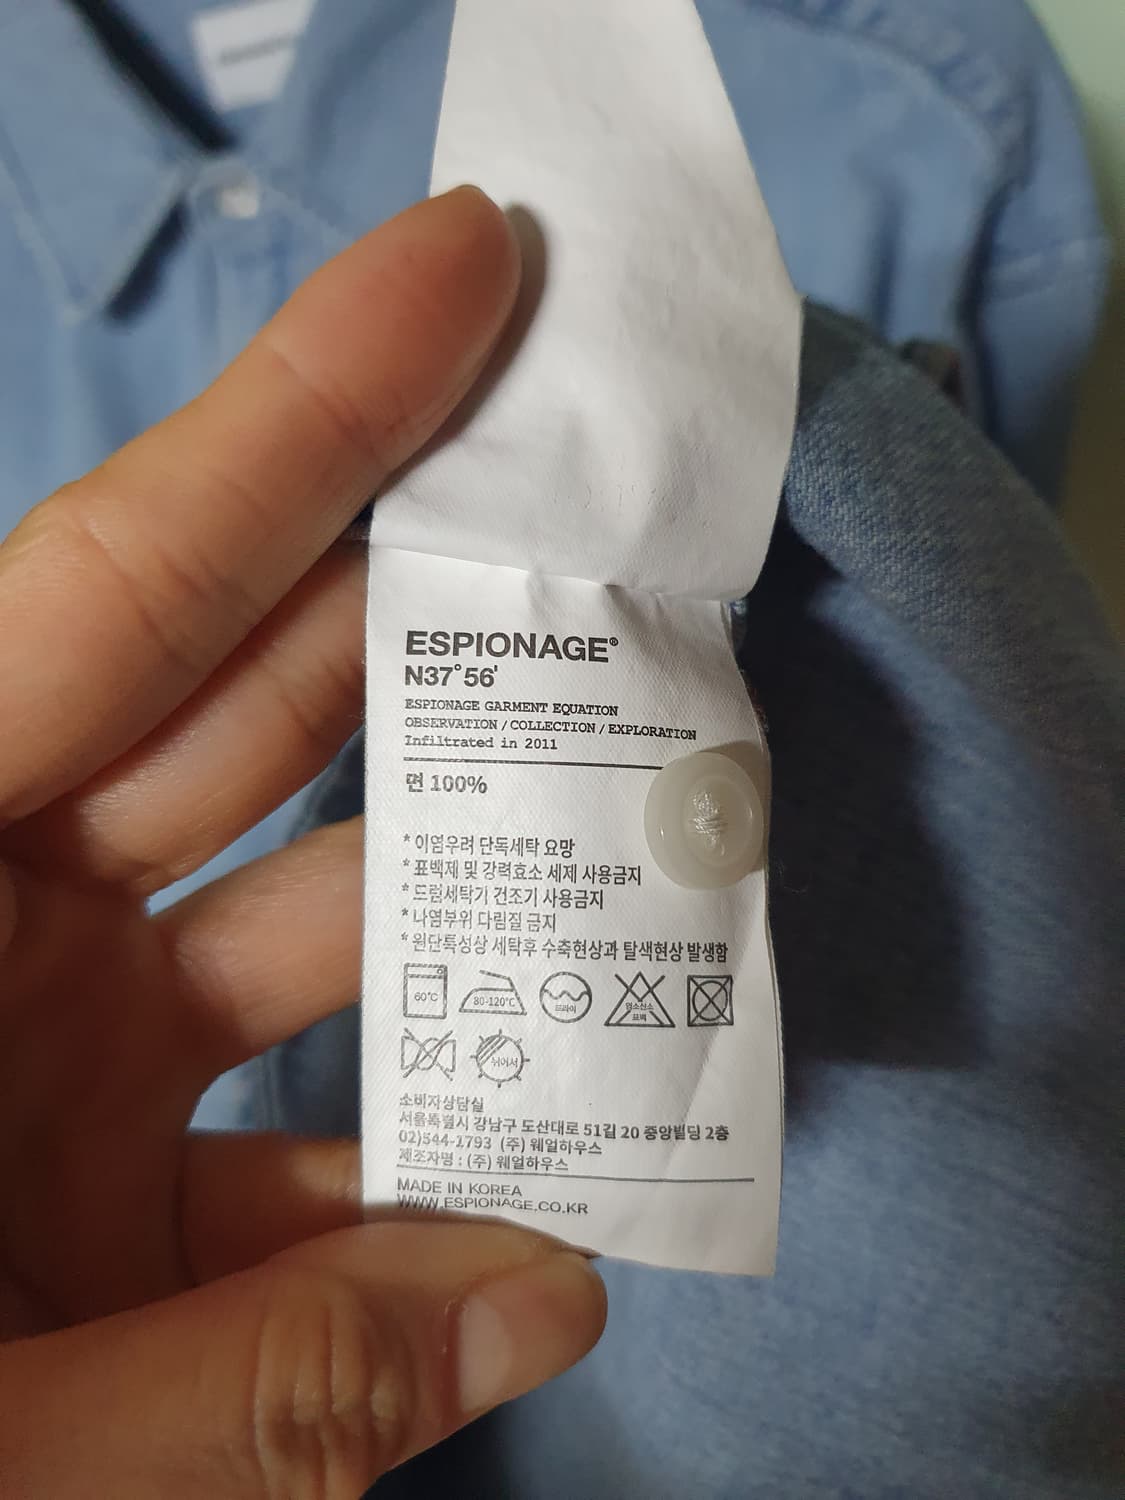 ESPIONAGE®
N37°56'
ESPIONAGE GARMENT EQUATION
OBSERVATION / COLLECTION / EXPLORATION
Infiltrated in 2011
면 100%
* 이염우려 단독세탁 요망
* 표백제 및 강력효소 세제 사용금지
* 드럼세탁기 건조기 사용금지
* 나염부위 다림질 금지
* 원단특성상 세탁후 수축현상과 탈색현상 발생함
60°C 80-120°C 드라이 염소산소
표백
뉘어서
소비자상담실
서울특별시 강남구 도산대로 51길 20 중앙빌딩 2층
02)544-1793 (주) 웨얼하우스
제조자명 : (주) 웨얼하우스
MADE IN KOREA
WWW.ESPIONAGE.CO.KR